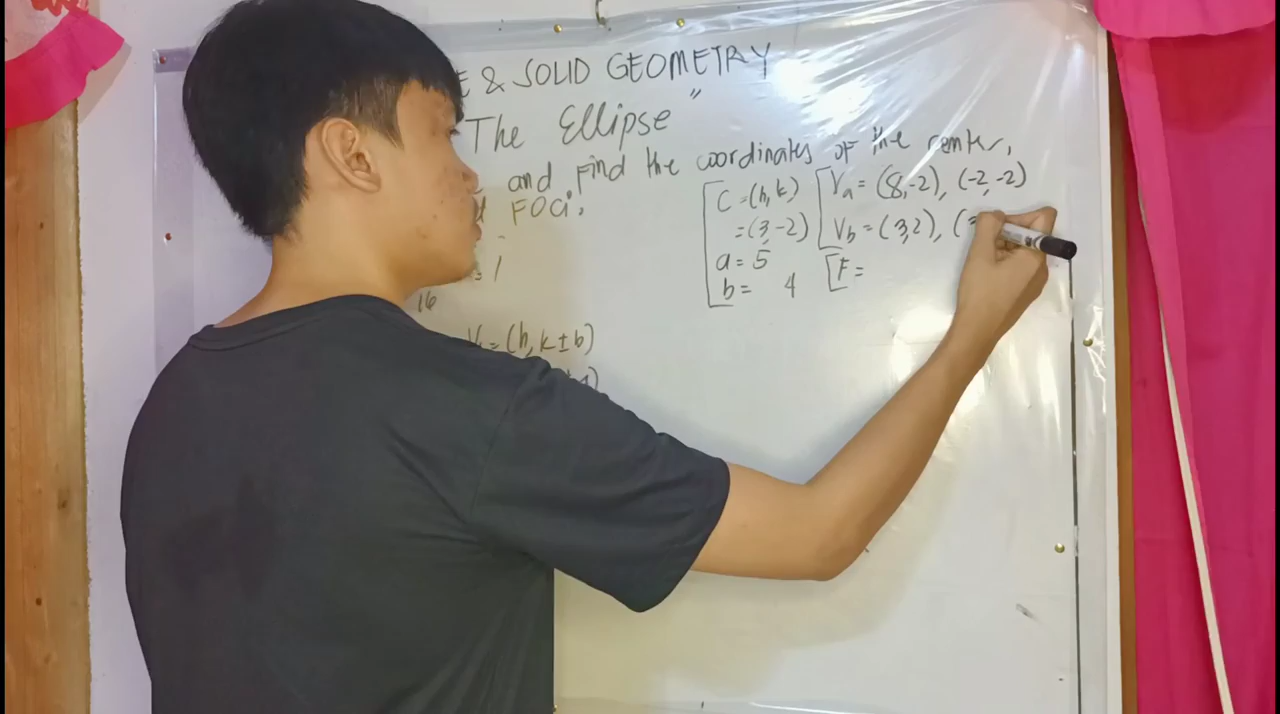 E & SOLID GEOMETRY
The Ellipse "
and Find the coordinates of the center,
FOCi.
C = (h, k)
= (3, -2)
a = 5
b = 4
Va = (8, -2), (-2, -2)
Vb = (3, 2), (
F =
= 1
16
= (h, k ± b)